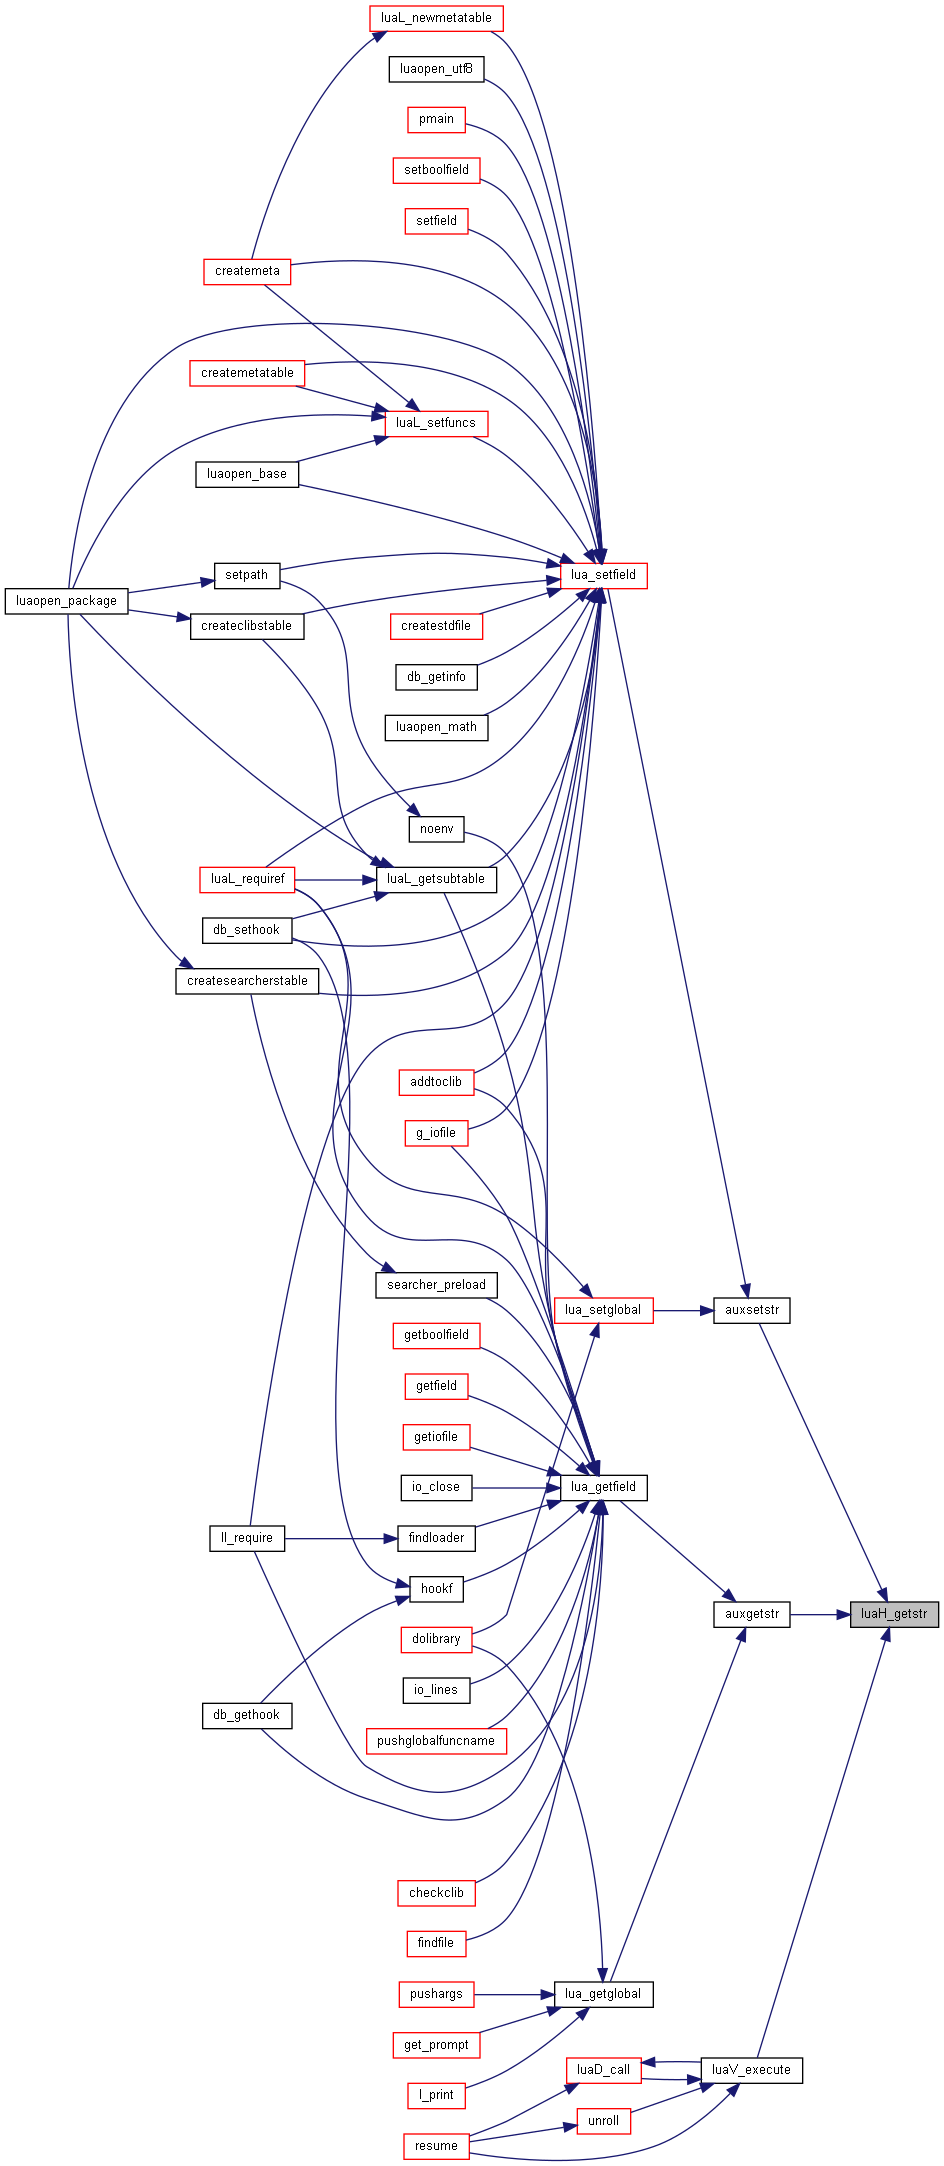 luaL_newmetatable
luaopen_utf8
pmain
setboolfield
setfield
createmeta
createmetatable
luaL_setfuncs
luaopen_base
setpath
lua_setfield
luaopen_package
createclibstable
createstdfile
db_getinfo
luaopen_math
noenv
luaL_requiref
luaL_getsubtable
db_sethook
createsearcherstable
addtoclib
g_iofile
searcher_preload
lua_setglobal
auxsetstr
getboolfield
getfield
getiofile
io_close
lua_getfield
ll_require
findloader
hookf
auxgetstr
luaH_getstr
dolibrary
io_lines
db_gethook
pushglobalfuncname
checkclib
findfile
pushargs
lua_getglobal
get_prompt
luaD_call
luaV_execute
l_print
unroll
resume